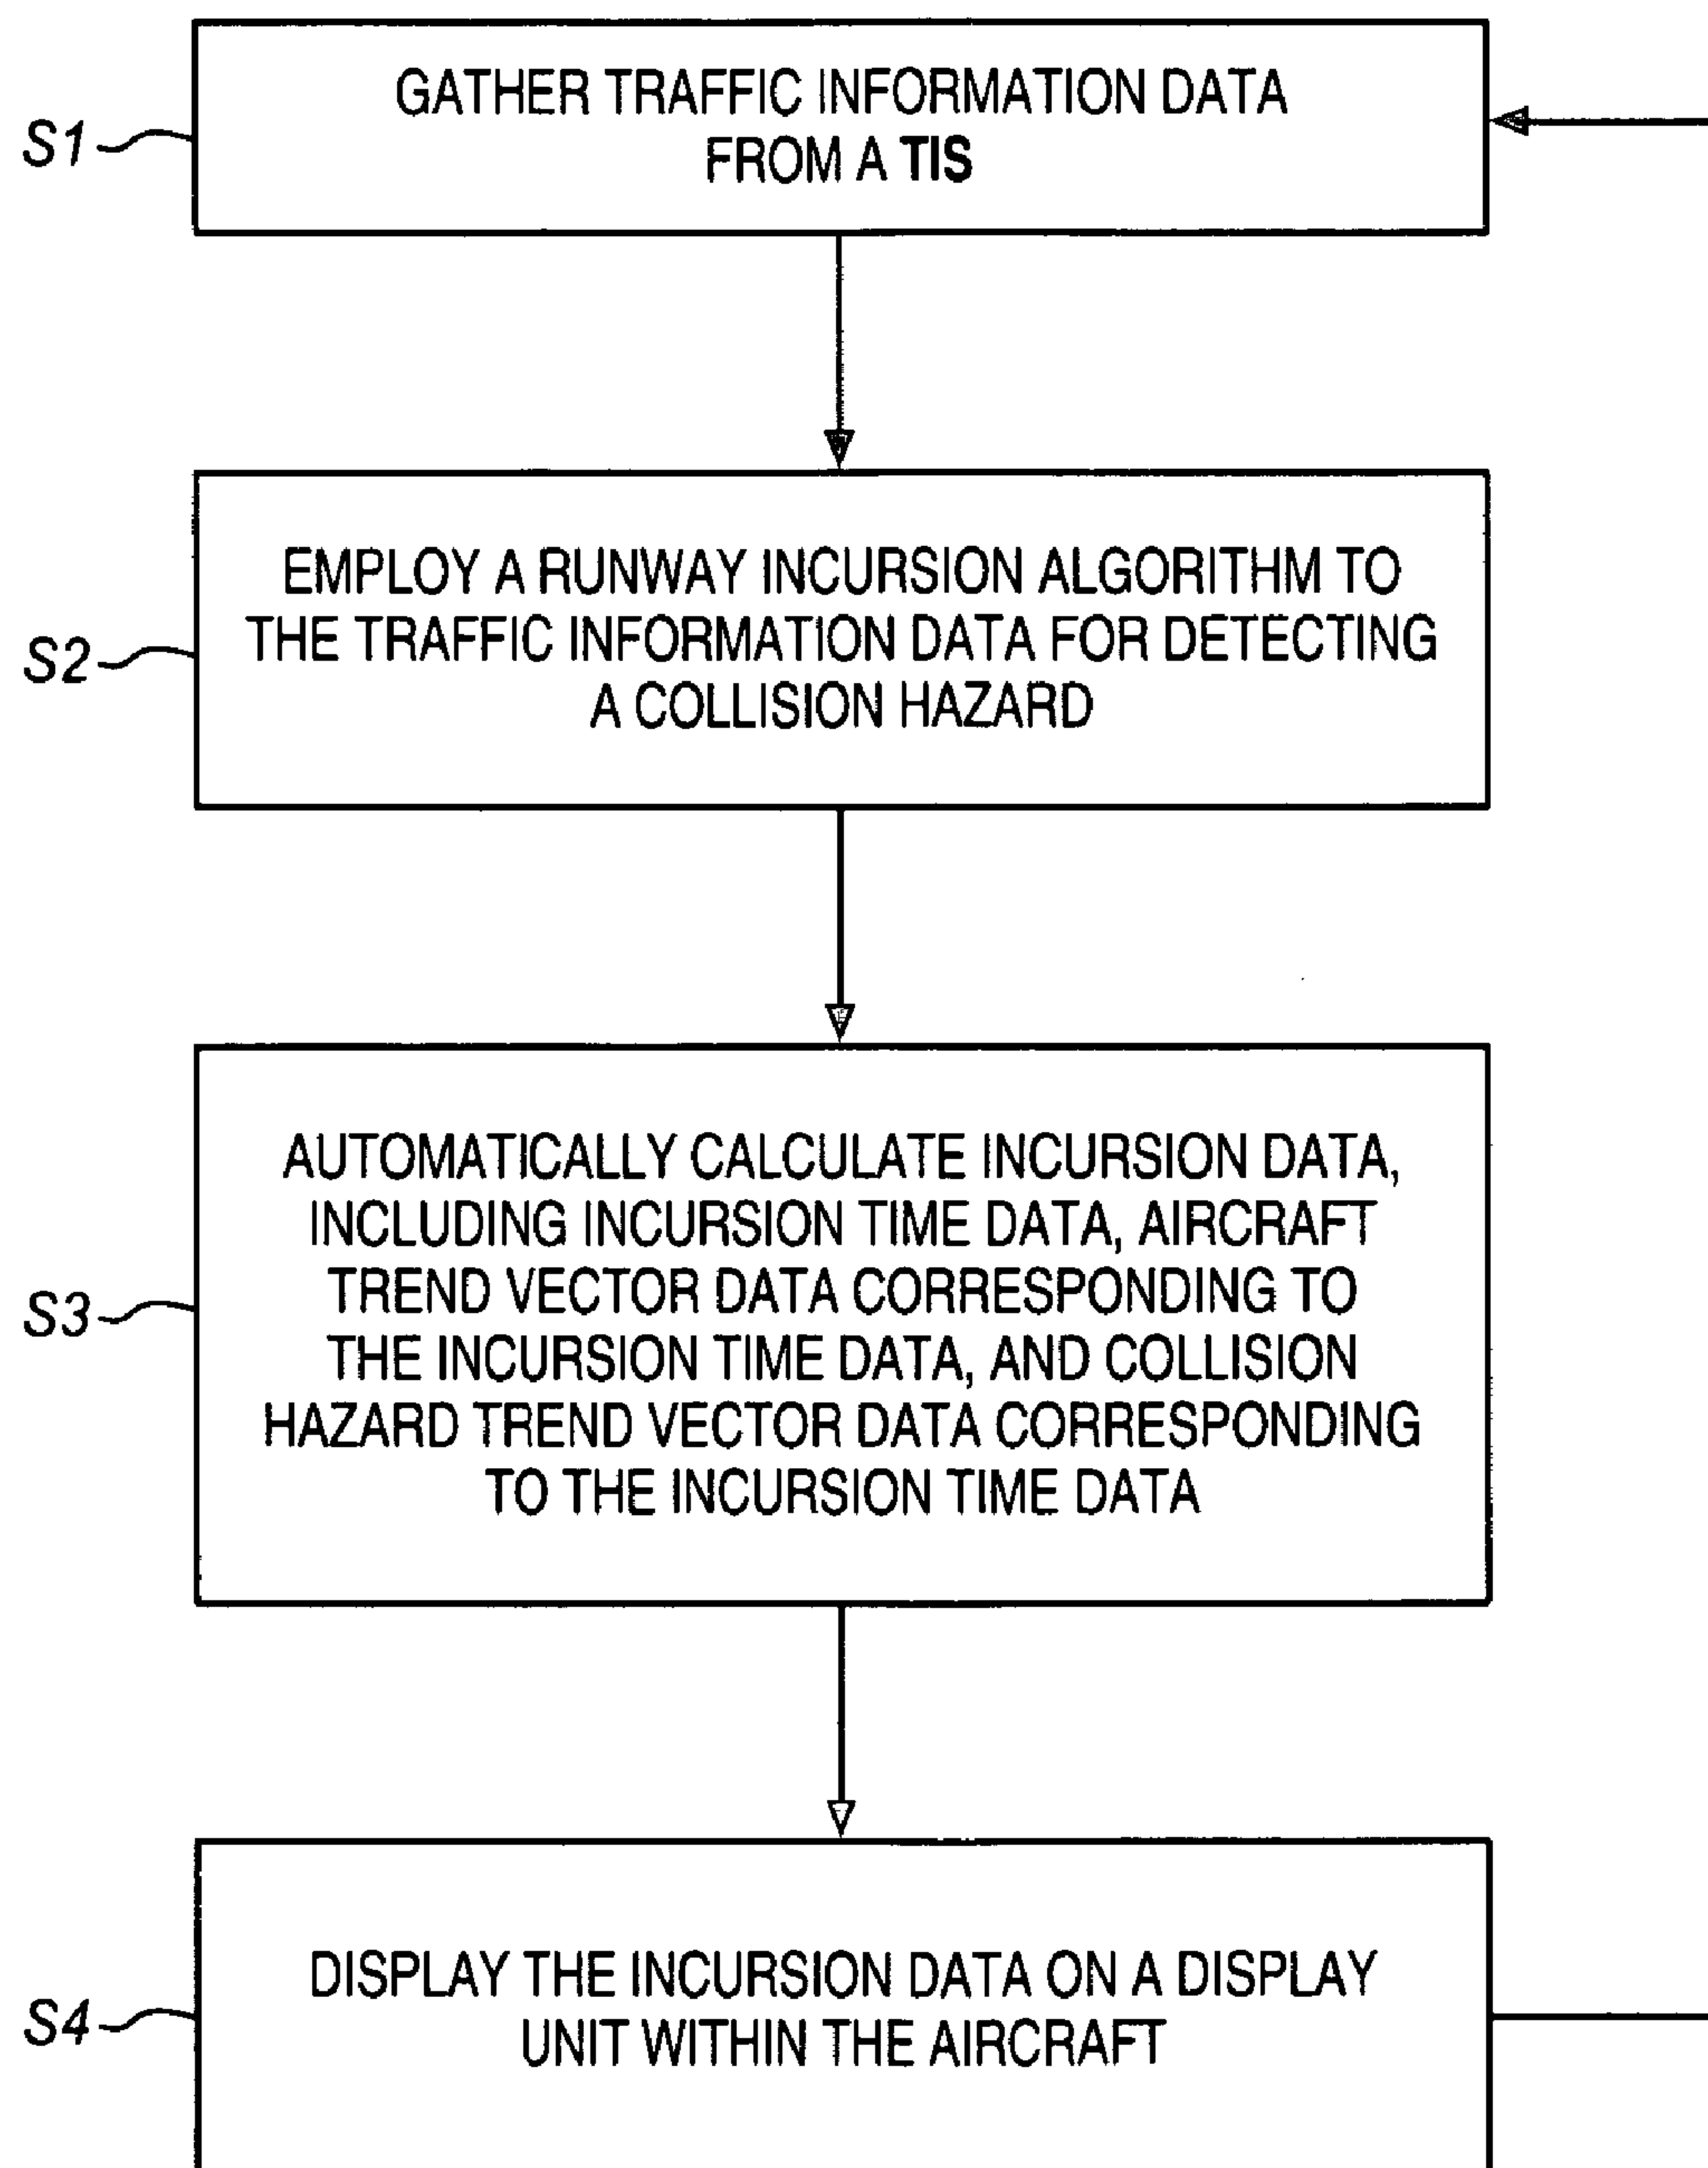 S1
GATHER TRAFFIC INFORMATION DATA
FROM A TIS
S2
EMPLOY A RUNWAY INCURSION ALGORITHM TO
THE TRAFFIC INFORMATION DATA FOR DETECTING
A COLLISION HAZARD
S3
AUTOMATICALLY CALCULATE INCURSION DATA,
INCLUDING INCURSION TIME DATA, AIRCRAFT
TREND VECTOR DATA CORRESPONDING TO
THE INCURSION TIME DATA, AND COLLISION
HAZARD TREND VECTOR DATA CORRESPONDING
TO THE INCURSION TIME DATA
S4
DISPLAY THE INCURSION DATA ON A DISPLAY
UNIT WITHIN THE AIRCRAFT